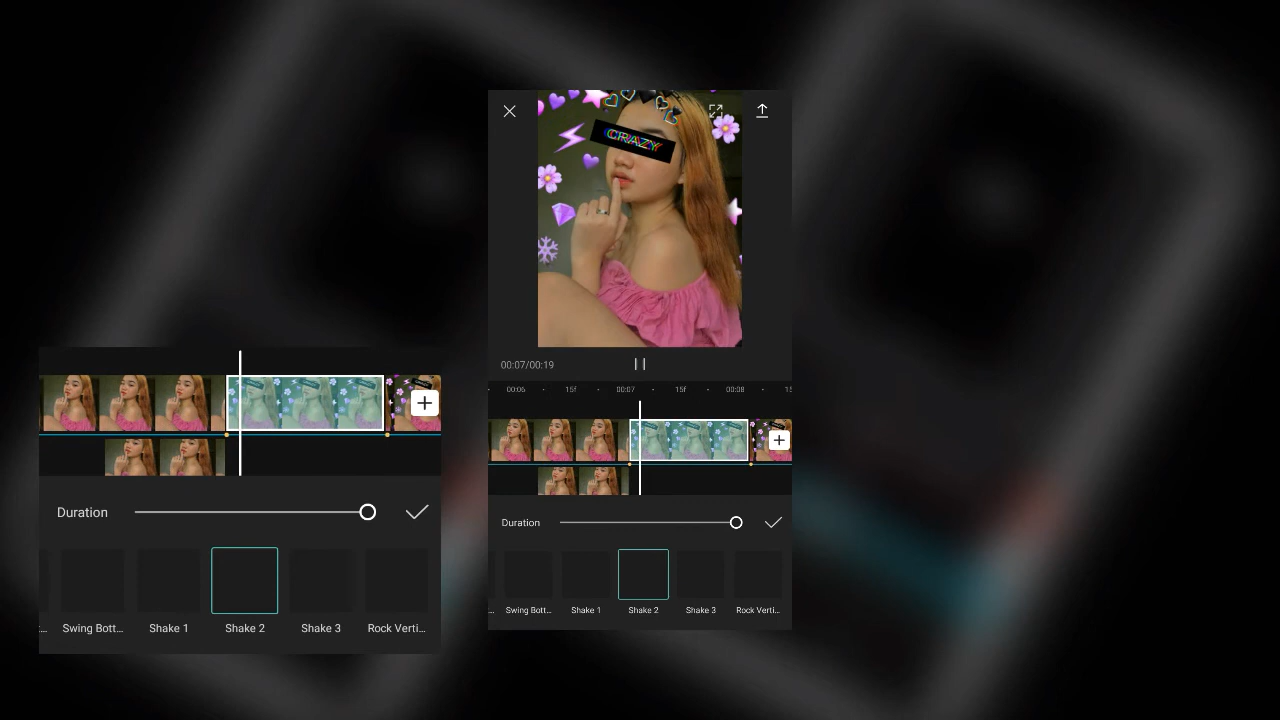 CRAZY
00:07/00:19
00:06
15f
00:07
15f
00:08
15
Duration
... Swing Bott... Shake 1 Shake 2 Shake 3 Rock Verti...
Duration
t... Swing Bott... Shake 1 Shake 2 Shake 3 Rock Verti...